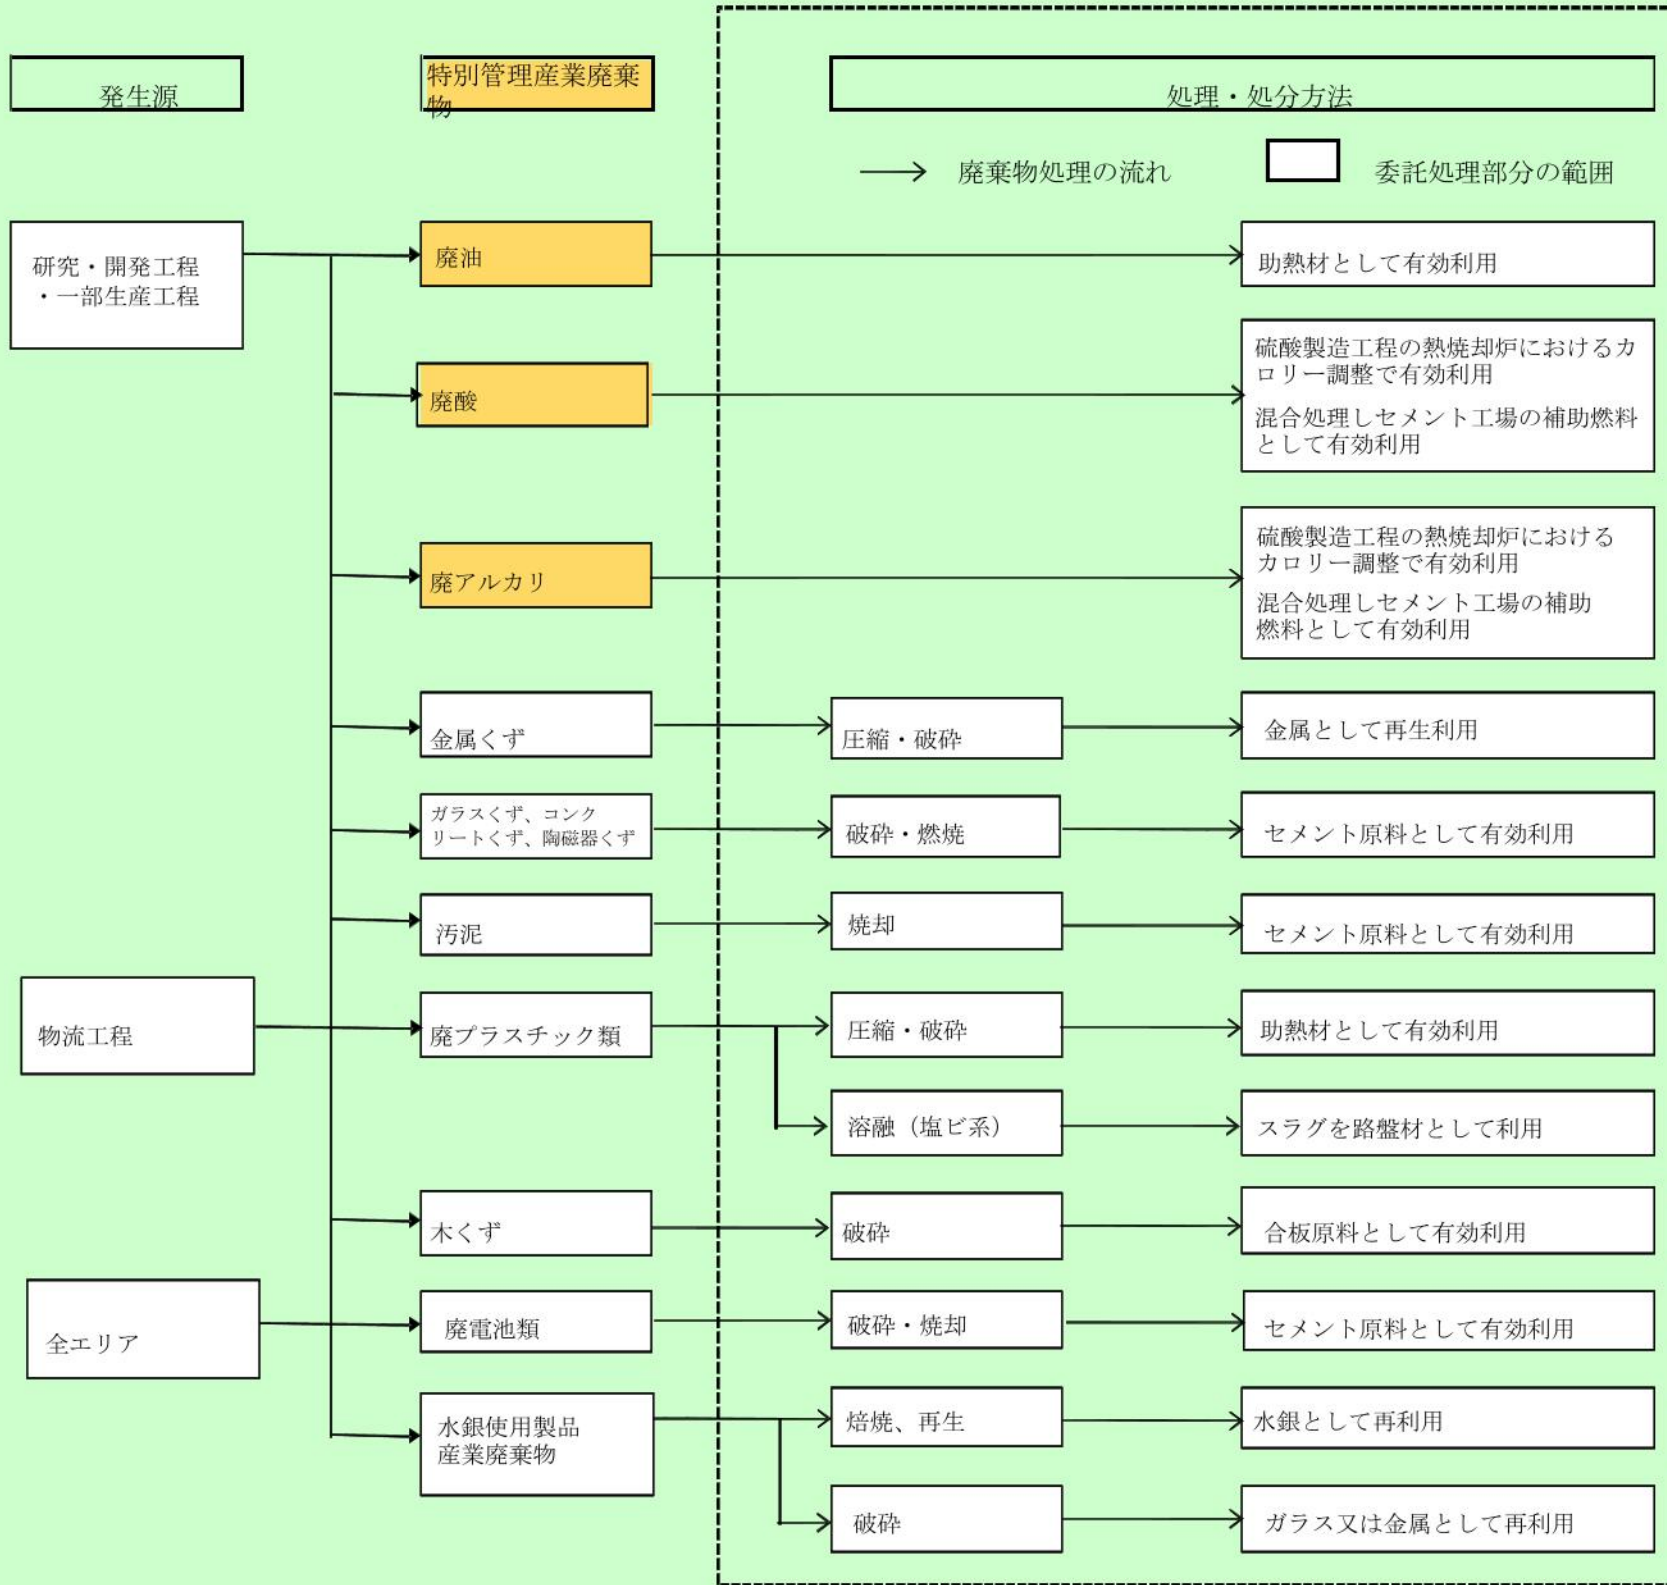 発生源
特別管理産業廃棄
物
処理・処分方法
廃棄物処理の流れ
委託処理部分の範囲
研究・開発工程
・一部生産工程
廃油
助熱材として有効利用
廃酸
硫酸製造工程の熱焼却炉におけるカ
ロリー調整で有効利用
混合処理しセメント工場の補助燃料
として有効利用
廃アルカリ
硫酸製造工程の熱焼却炉における
カロリー調整で有効利用
混合処理しセメント工場の補助
燃料として有効利用
金属くず
圧縮・破砕
金属として再生利用
ガラスくず、コンク
リートくず、陶磁器くず
破砕・燃焼
セメント原料として有効利用
汚泥
焼却
セメント原料として有効利用
物流工程
廃プラスチック類
圧縮・破砕
助熱材として有効利用
溶融（塩ビ系）
スラグを路盤材として利用
木くず
破砕
合板原料として有効利用
全エリア
廃電池類
破砕・焼却
セメント原料として有効利用
水銀使用製品
産業廃棄物
焙焼、再生
水銀として再利用
破砕
ガラス又は金属として再利用